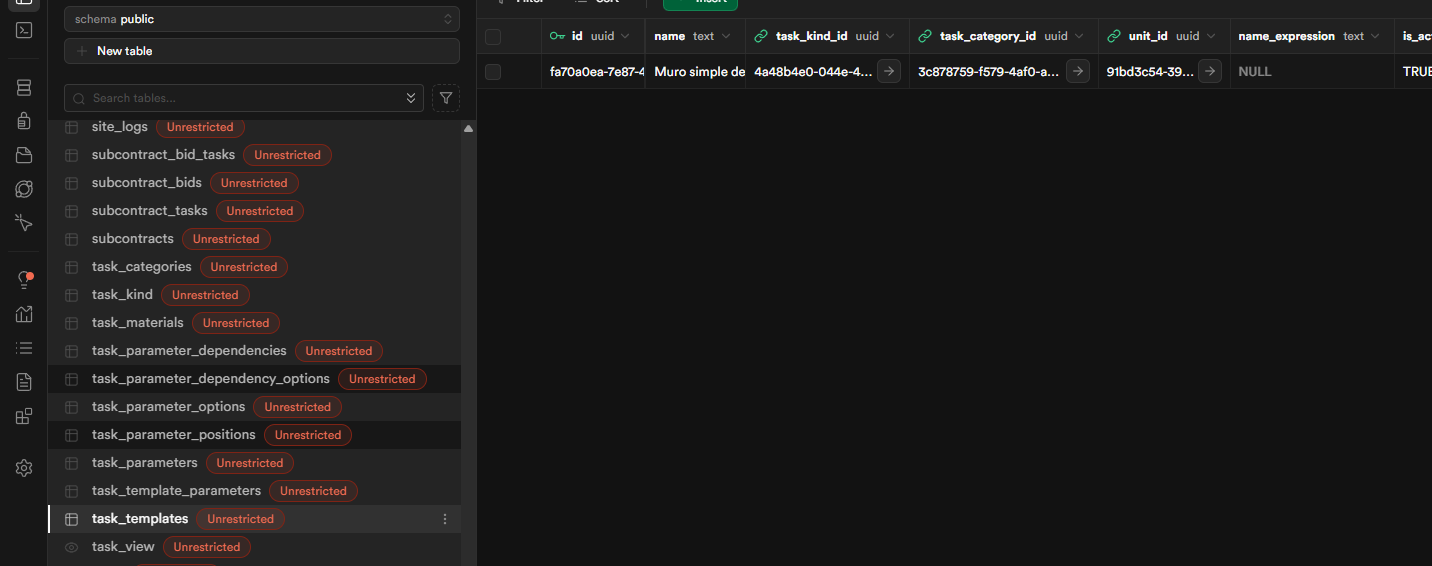 Filter Sort Insert
schema public
New table
Search tables...
site_logs Unrestricted
subcontract_bid_tasks Unrestricted
subcontract_bids Unrestricted
subcontract_tasks Unrestricted
subcontracts Unrestricted
task_categories Unrestricted
task_kind Unrestricted
task_materials Unrestricted
task_parameter_dependencies Unrestricted
task_parameter_dependency_options Unrestricted
task_parameter_options Unrestricted
task_parameter_positions Unrestricted
task_parameters Unrestricted
task_template_parameters Unrestricted
task_templates Unrestricted
task_view Unrestricted
id uuid name text task_kind_id uuid task_category_id uuid unit_id uuid name_expression text is_ac
fa70a0ea-7e87-4 Muro simple de 4a48b4e0-044e-4... 3c878759-f579-4af0-a... 91bd3c54-39... NULL TRUE